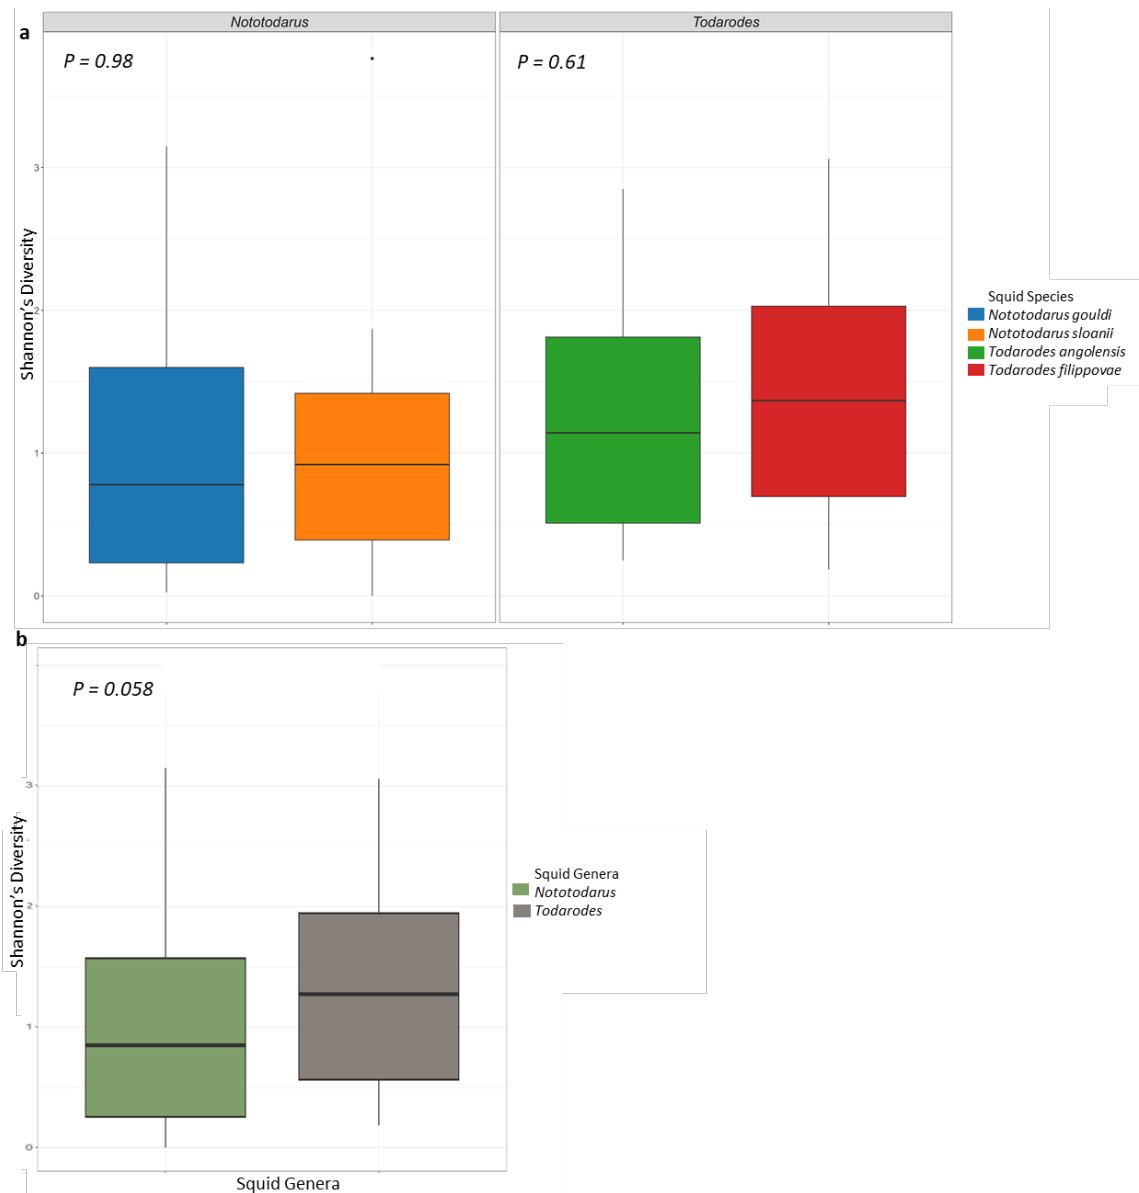 a
Nototodarus
Todarodes
P = 0.98
P = 0.61
3
2
1
0
Shannon's Diversity
Squid Species
Nototodarus gouldi
Nototodarus sloanii
Todarodes angolensis
Todarodes filippovae
b
P = 0.058
3
2
1
0
Shannon's Diversity
Squid Genera
Nototodarus
Todarodes
Squid Genera